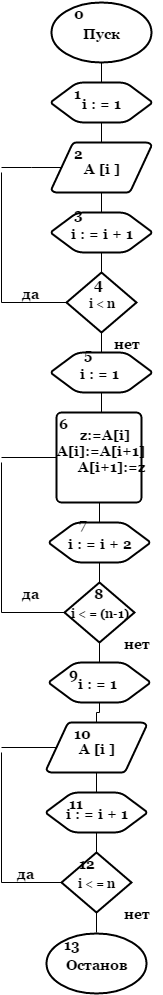 0
Пуск
1
i : = 1
2
A [i ]
3
i : = i + 1
4
i < n
да
нет
5
i : = 1
6
z:=A[i]
A[i]:=A[i+1]
A[i+1]:=z
7
i : = i + 2
8
да
i < = (n-1)
нет
9
i : = 1
10
A [i ]
11
i : = i + 1
12
да
i < = n
нет
13
Останов